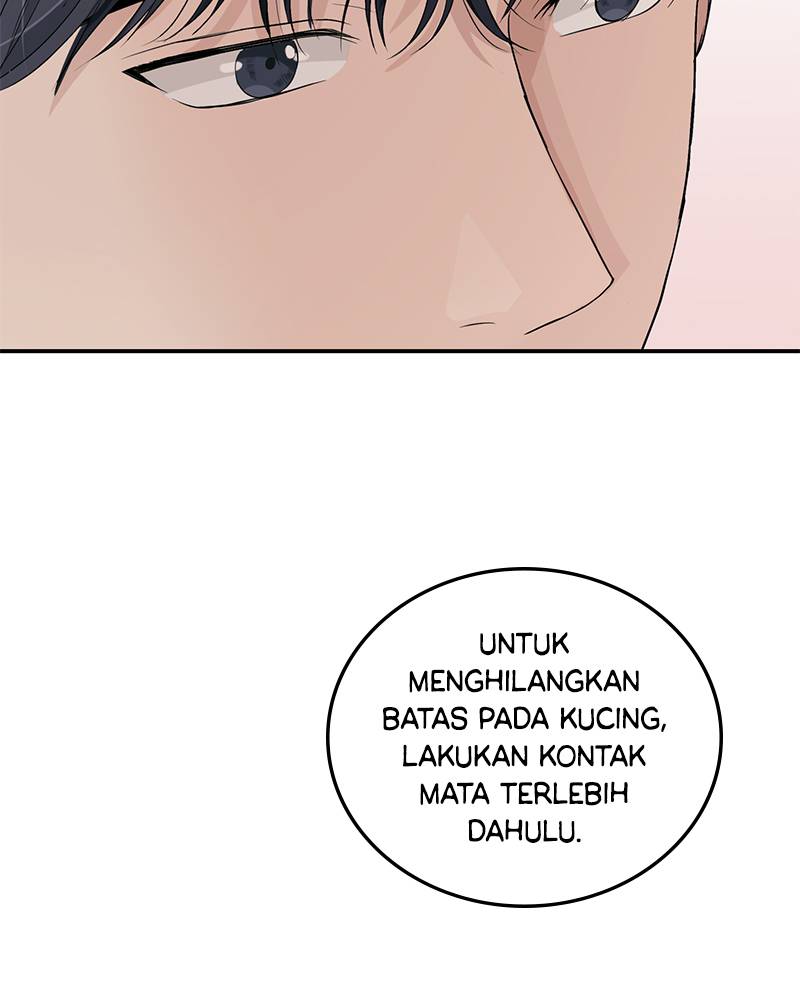 UNTUK
MENGHILANGKAN
BATAS PADA KUCING,
LAKUKAN KONTAK
MATA TERLEBIH
DAHULU.